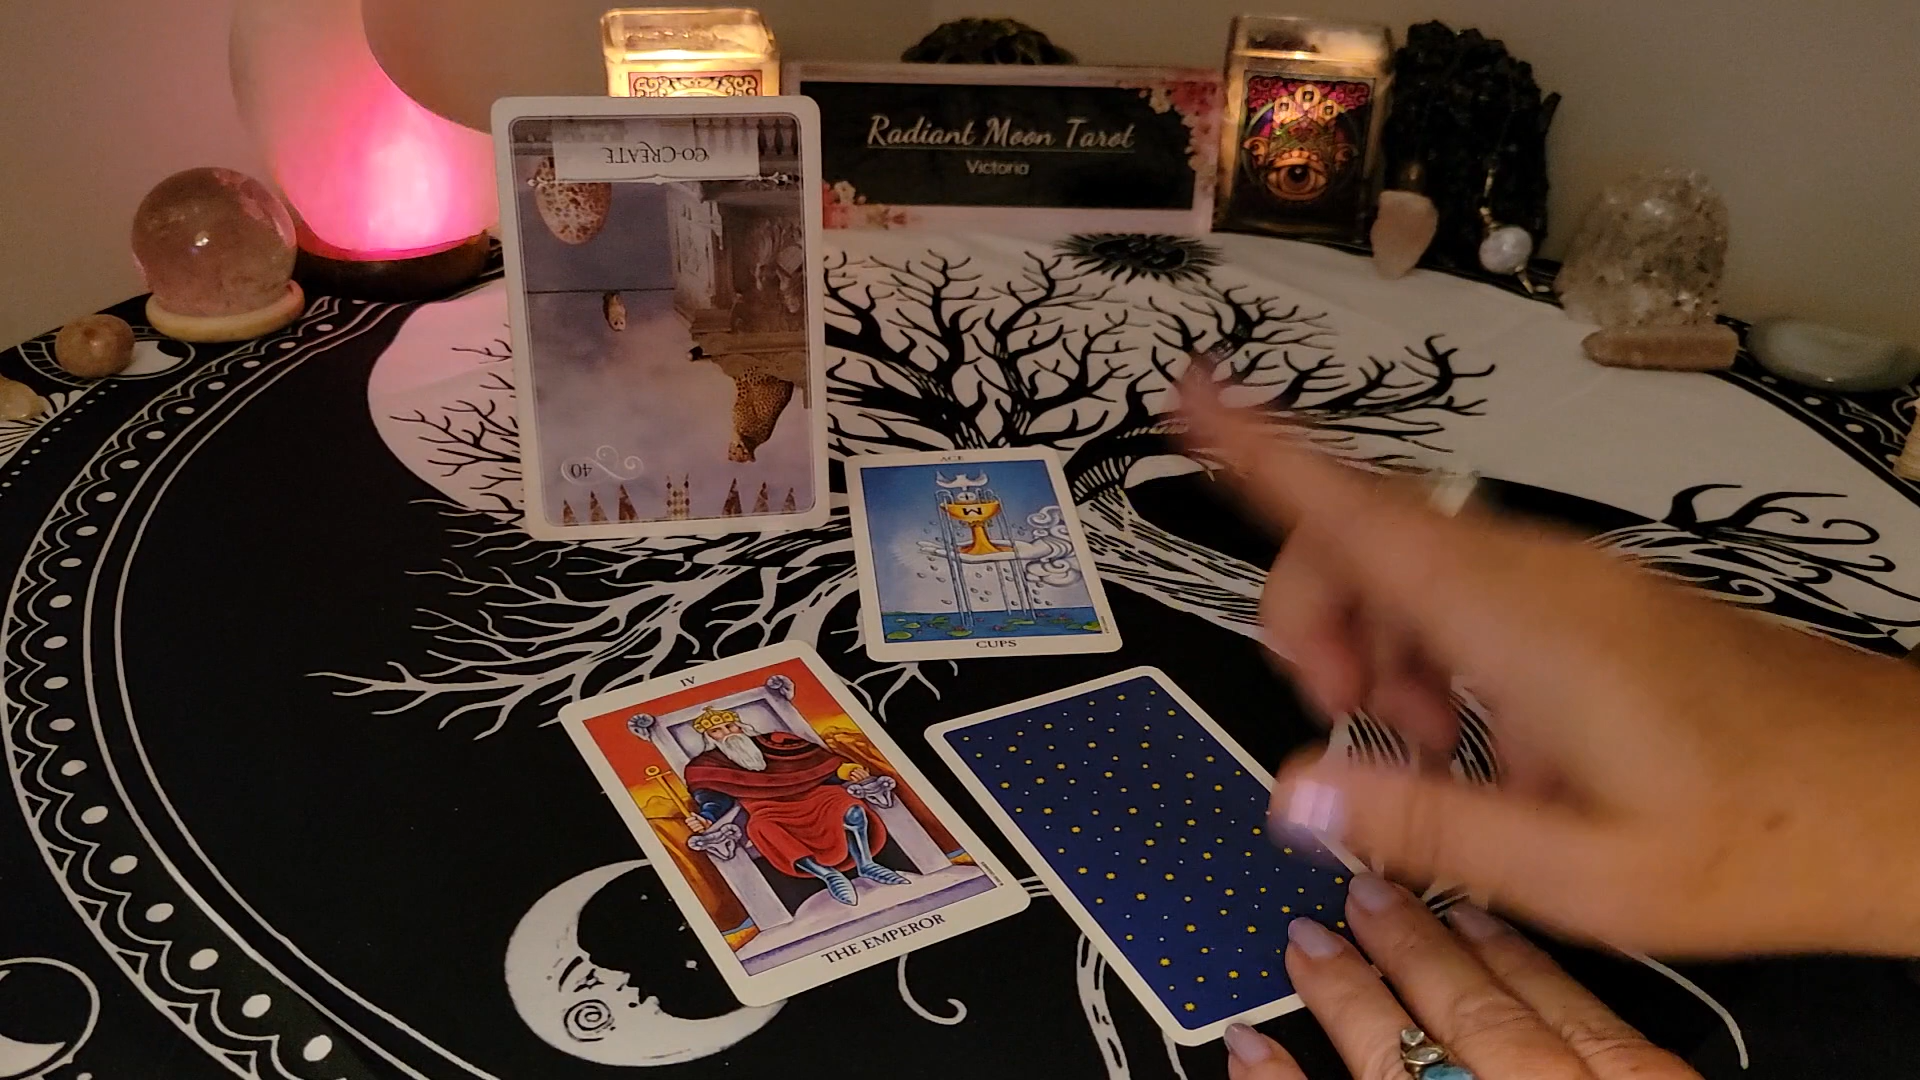 CO-CREATE
40
Radiant Moon Tarot
Victoria
ACE
CUPS
IV
THE EMPEROR